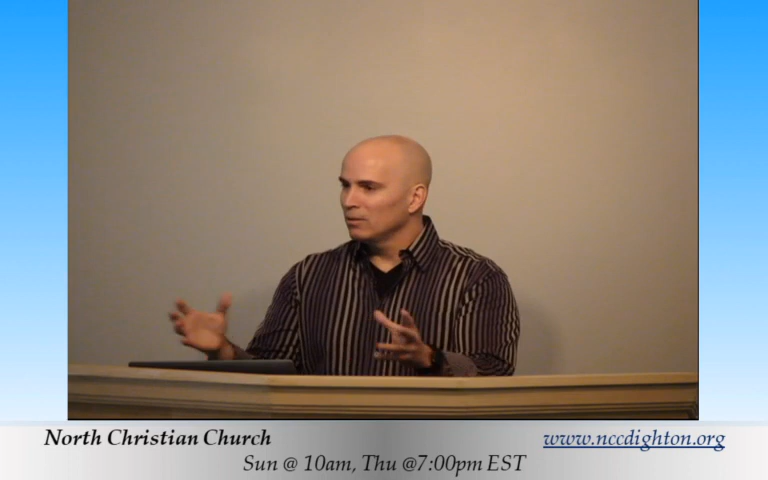 North Christian Church
www.nccdighton.org
Sun @ 10am, Thu @7:00pm EST